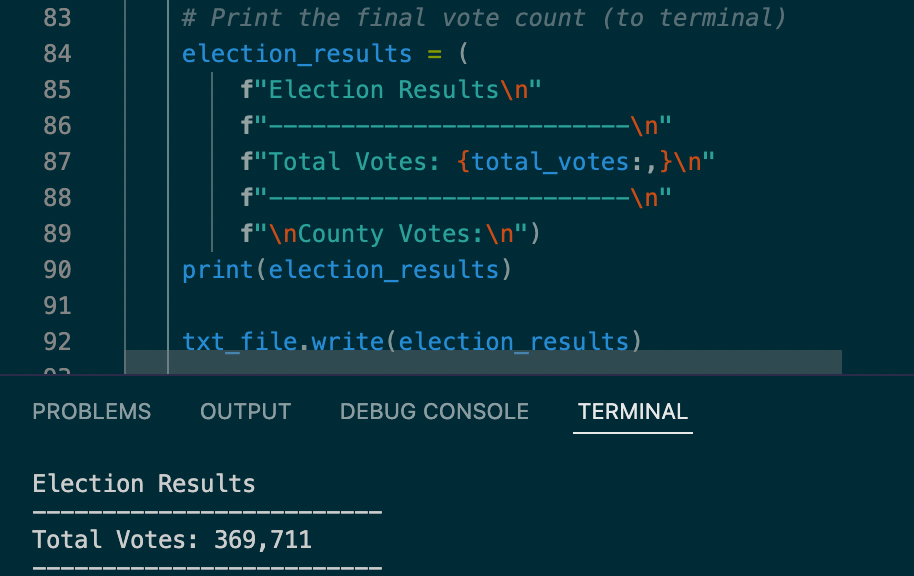 83 # Print the final vote count (to terminal)
84 election_results = (
85 f"Election Results\n"
86 f"-------------------------\n"
87 f"Total Votes: {total_votes:,}\n"
88 f"-------------------------\n"
89 f"\nCounty Votes:\n")
90 print(election_results)
91
92 txt_file.write(election_results)
93
PROBLEMS OUTPUT DEBUG CONSOLE TERMINAL
Election Results
-------------------------
Total Votes: 369,711
-------------------------